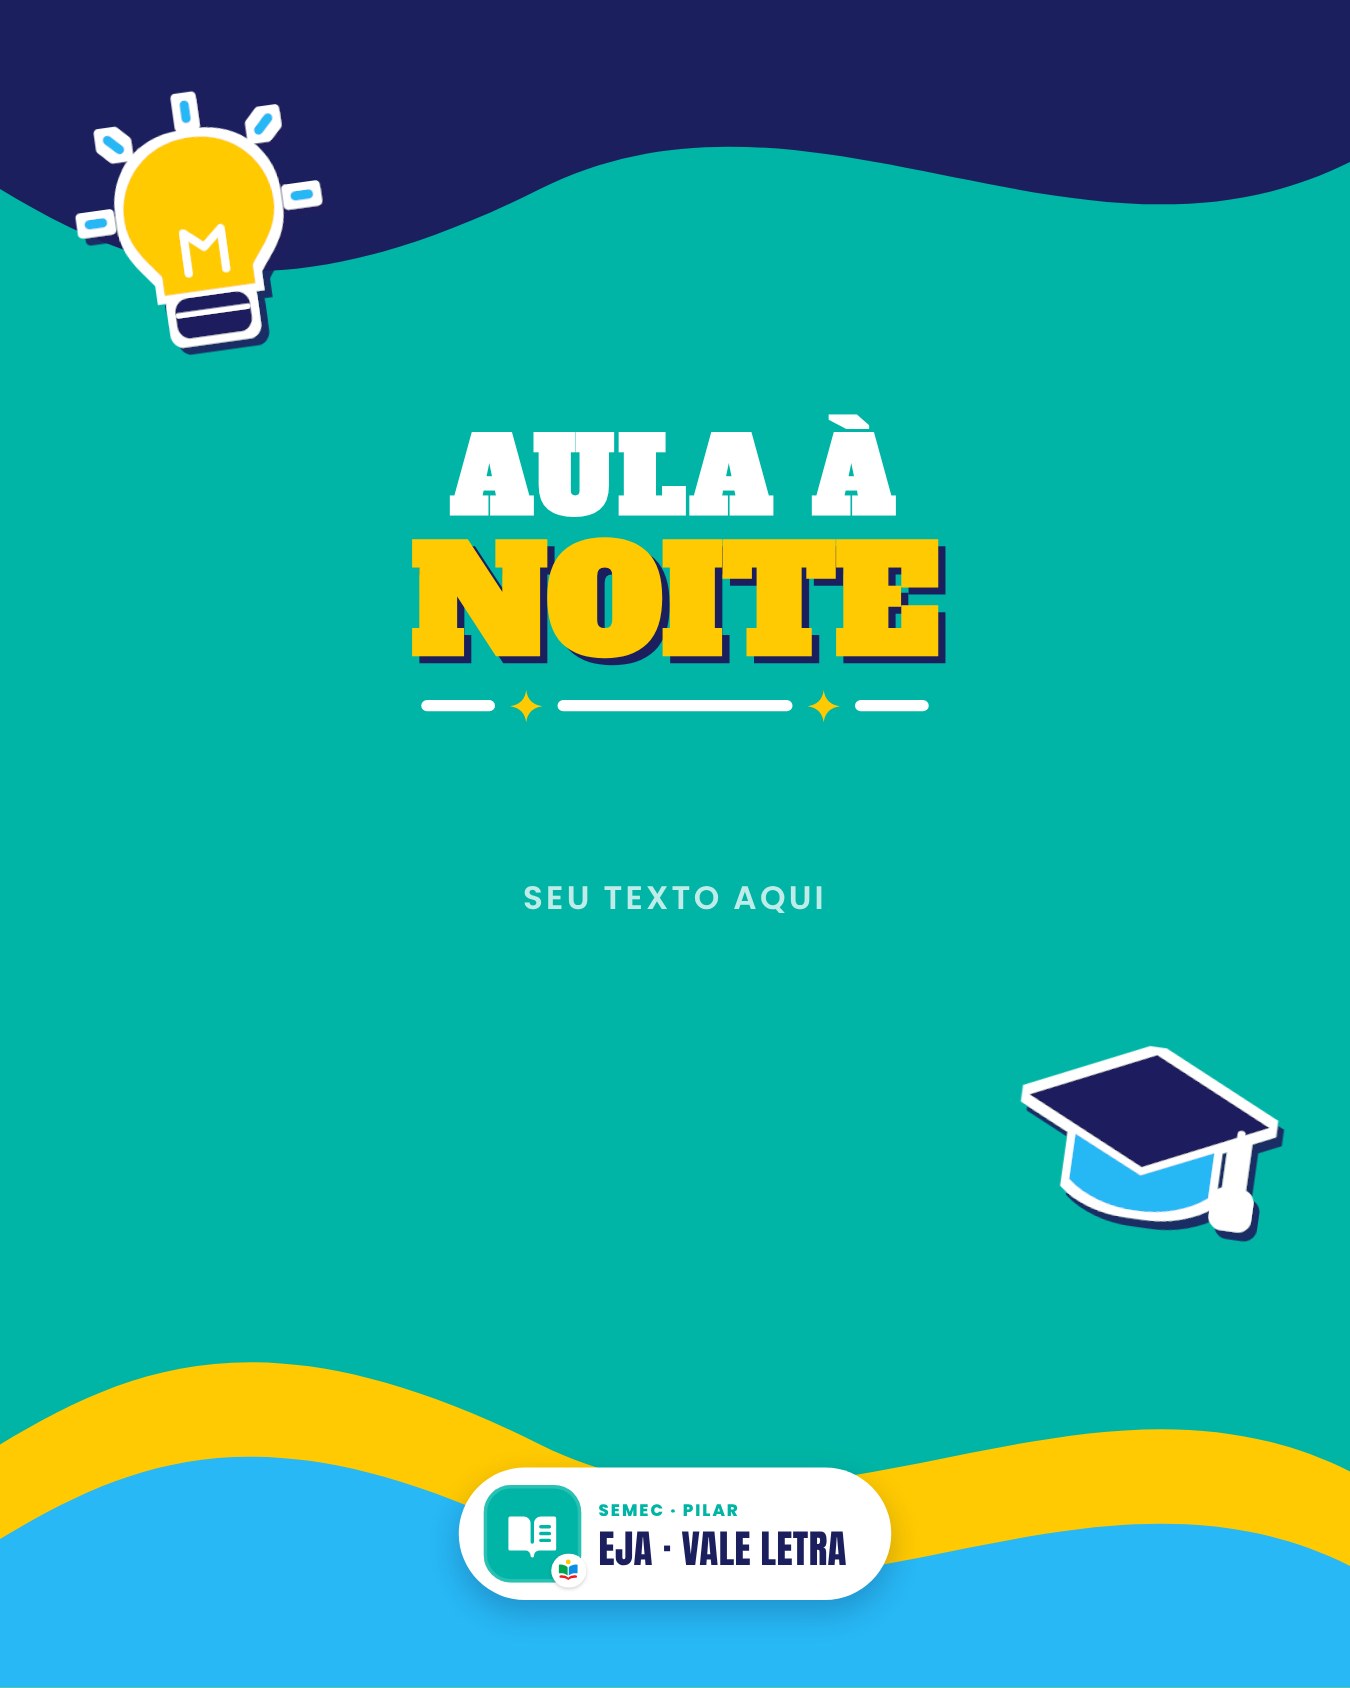 AULA À
NOITE
SEU TEXTO AQUI
SEMEC · PILAR
EJA · VALE LETRA